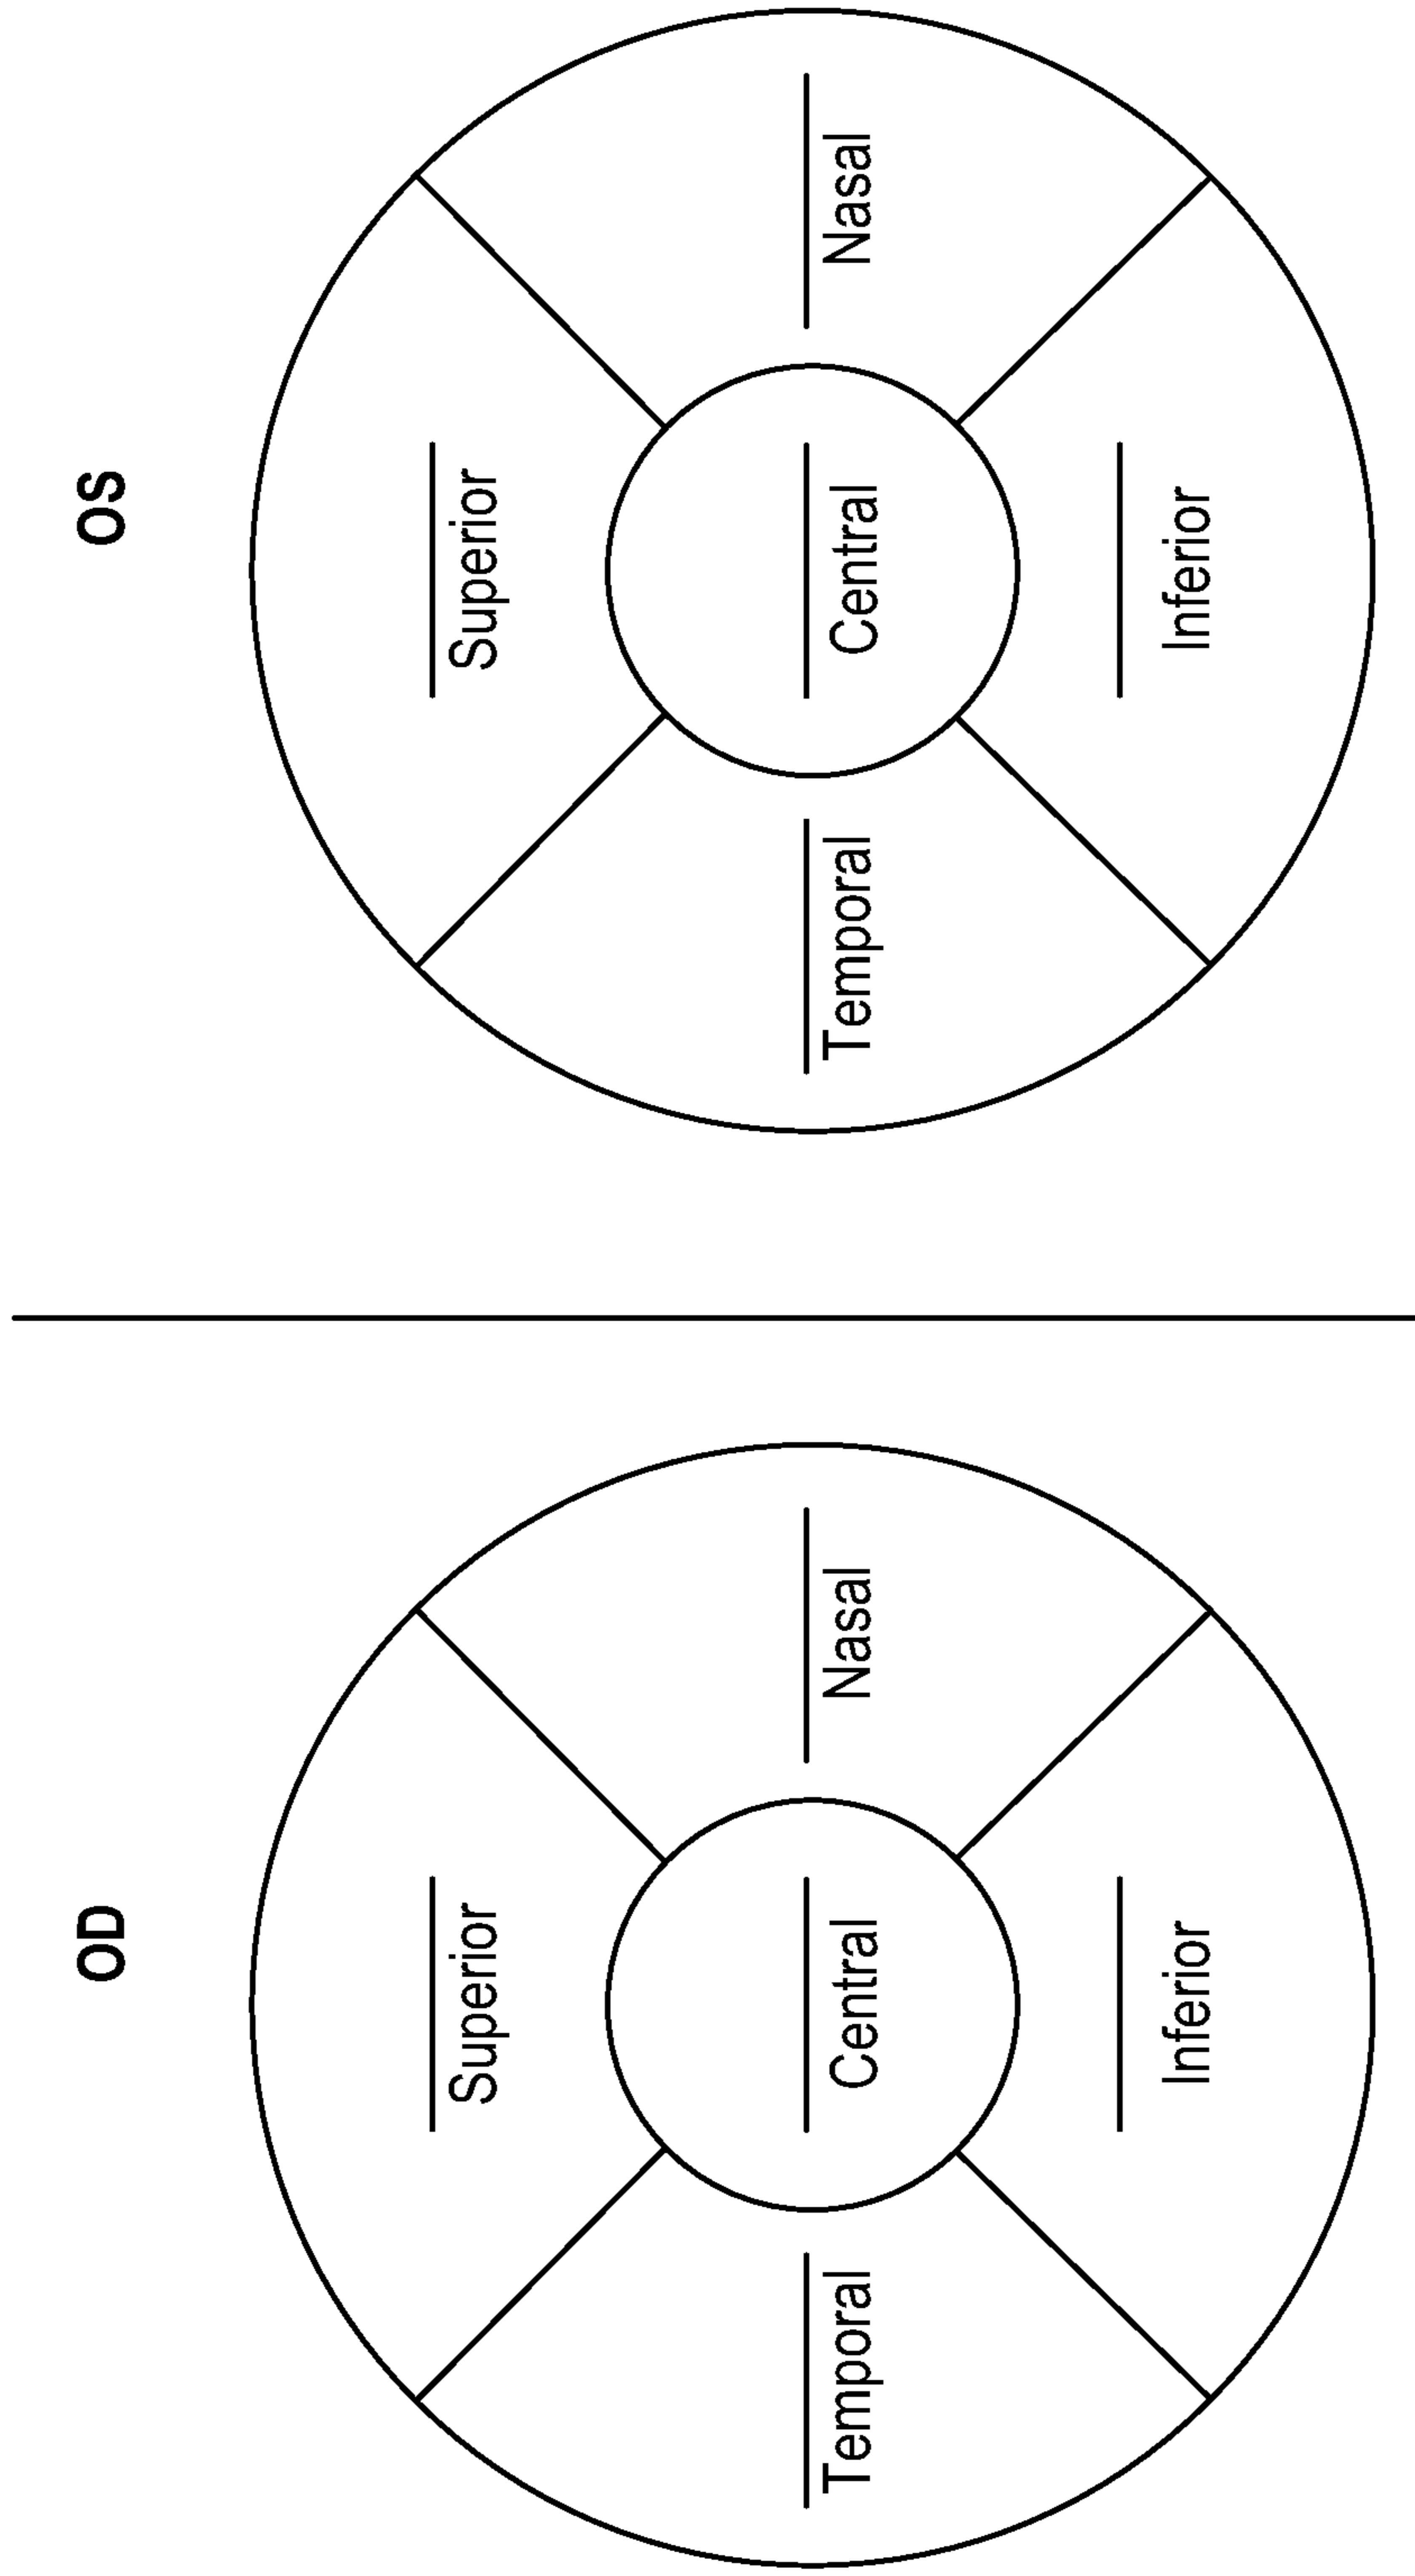 OD
Superior
Temporal
Central
Nasal
Inferior
OS
Superior
Temporal
Central
Nasal
Inferior